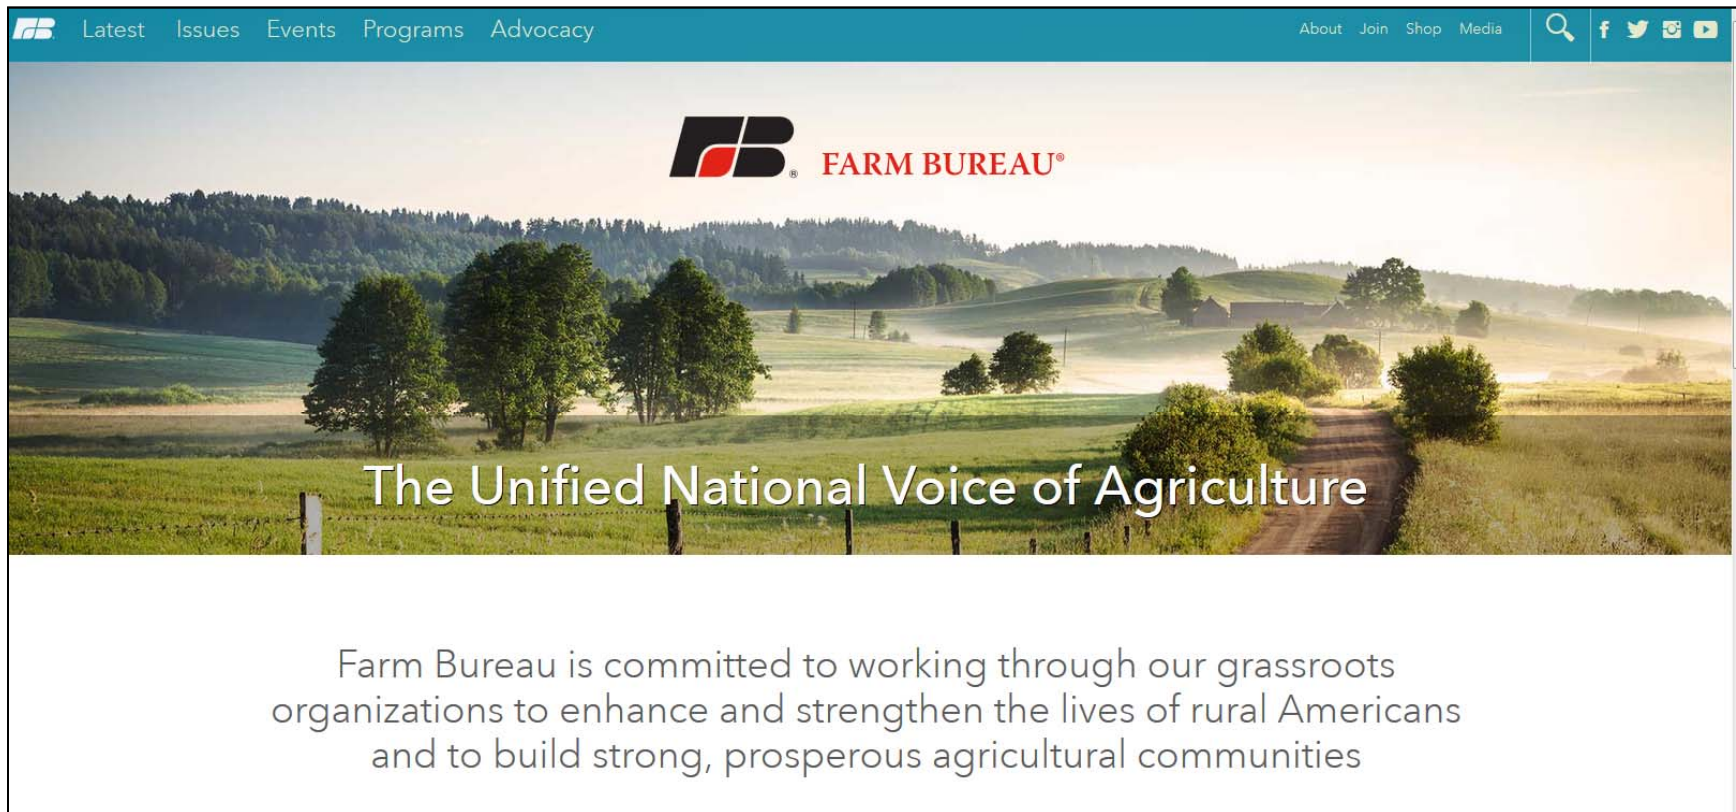 FB Latest Issues Events Programs Advocacy About Join Shop Media
FB® FARM BUREAU®
The Unified National Voice of Agriculture
Farm Bureau is committed to working through our grassroots
organizations to enhance and strengthen the lives of rural Americans
and to build strong, prosperous agricultural communities